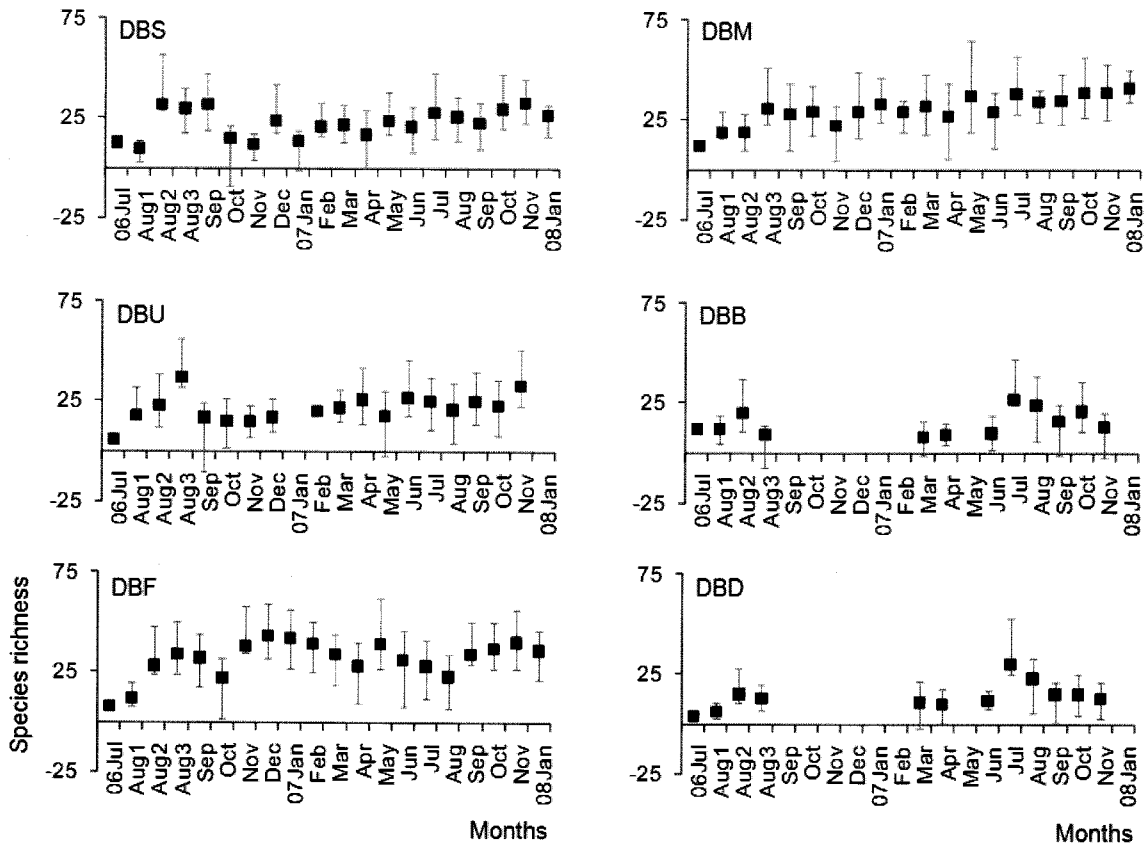 75
DBS
25
-25
06Jul
Aug1
Aug2
Aug3
Sep
Oct
Nov
Dec
07Jan
Feb
Mar
Apr
May
Jun
Jul
Aug
Sep
Oct
Nov
08Jan
75
DBM
25
-25
06Jul
Aug1
Aug2
Aug3
Sep
Oct
Nov
Dec
07Jan
Feb
Mar
Apr
May
Jun
Jul
Aug
Sep
Oct
Nov
08Jan
75
DBU
25
-25
06Jul
Aug1
Aug2
Aug3
Sep
Oct
Nov
Dec
07Jan
Feb
Mar
Apr
May
Jun
Jul
Aug
Sep
Oct
Nov
08Jan
75
DBB
25
-25
06Jul
Aug1
Aug2
Aug3
Sep
Oct
Nov
Dec
07Jan
Feb
Mar
Apr
May
Jun
Jul
Aug
Sep
Oct
Nov
08Jan
Species richness
75
DBF
25
-25
06Jul
Aug1
Aug2
Aug3
Sep
Oct
Nov
Dec
07Jan
Feb
Mar
Apr
May
Jun
Jul
Aug
Sep
Oct
Nov
08Jan
Months
75
DBD
25
-25
06Jul
Aug1
Aug2
Aug3
Sep
Oct
Nov
Dec
07Jan
Feb
Mar
Apr
May
Jun
Jul
Aug
Sep
Oct
Nov
08Jan
Months